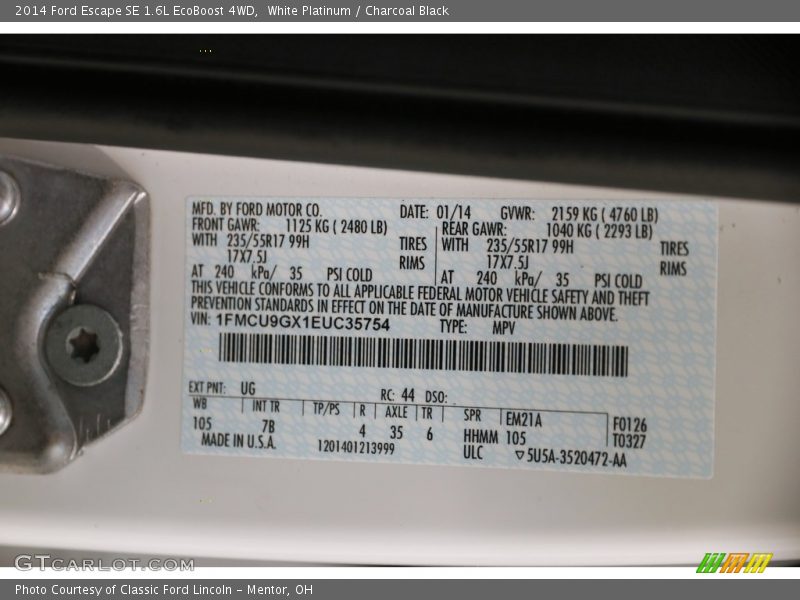 2014 Ford Escape SE 1.6L EcoBoost 4WD, White Platinum / Charcoal Black
MFD. BY FORD MOTOR CO. DATE: 01/14 GVWR: 2159 KG ( 4760 LB)
FRONT GAWR: 1125 KG ( 2480 LB) REAR GAWR: 1040 KG ( 2293 LB)
WITH 235/55R17 99H TIRES WITH 235/55R17 99H TIRES
17X7.5J RIMS 17X7.5J RIMS
AT 240 kPa/ 35 PSI COLD AT 240 kPa/ 35 PSI COLD
THIS VEHICLE CONFORMS TO ALL APPLICABLE FEDERAL MOTOR VEHICLE SAFETY AND THEFT
PREVENTION STANDARDS IN EFFECT ON THE DATE OF MANUFACTURE SHOWN ABOVE.
VIN: 1FMCU9GX1EUC35754 TYPE: MPV
EXT PNT: UG RC: 44 DSO:
WB INT TR TP/PS R AXLE TR SPR EM21A F0126
105 7B 4 35 6 HHMM 105 T0327
MADE IN U.S.A. 1201401213999 ULC ▽5U5A-3520472-AA
GTCARLOT.COM
Photo Courtesy of Classic Ford Lincoln - Mentor, OH